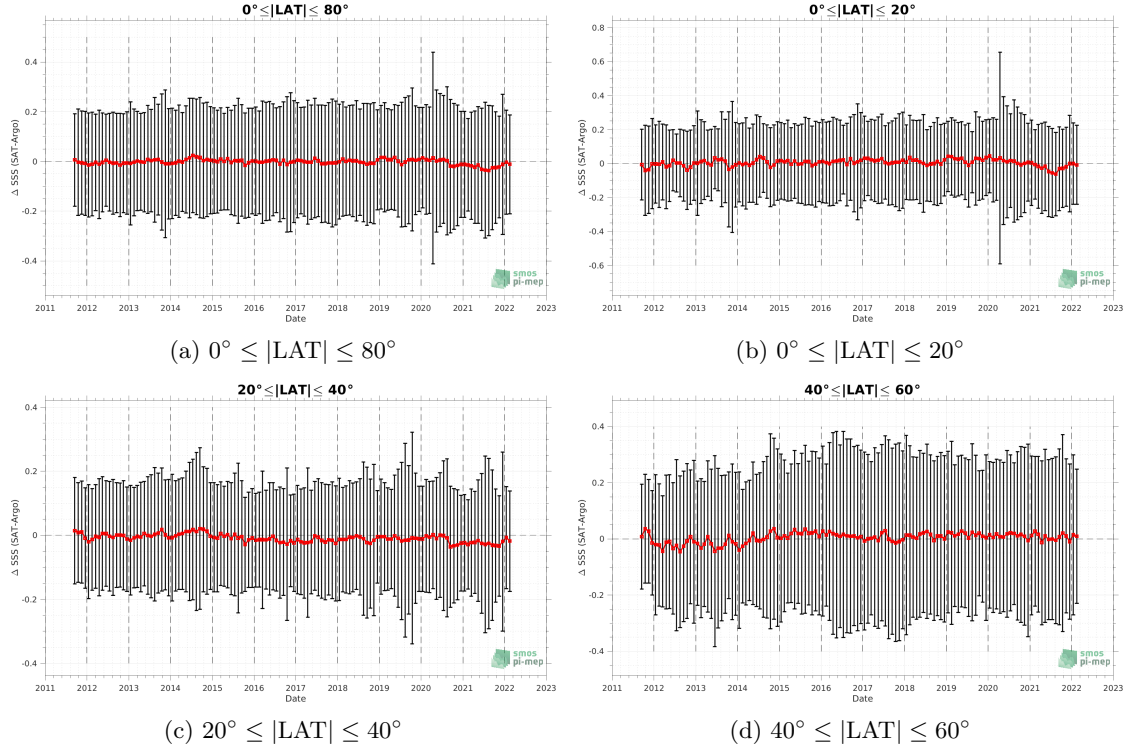 0°≤|LAT|≤ 80°
Δ SSS (SAT-Argo)
0.4
0.2
0
-0.2
-0.4
2011 2012 2013 2014 2015 2016 2017 2018 2019 2020 2021 2022 2023
Date
smos
pi-mep
(a) 0° ≤ |LAT| ≤ 80°
0°≤|LAT|≤ 20°
Δ SSS (SAT-Argo)
0.8
0.6
0.4
0.2
0
-0.2
-0.4
-0.6
2011 2012 2013 2014 2015 2016 2017 2018 2019 2020 2021 2022 2023
Date
smos
pi-mep
(b) 0° ≤ |LAT| ≤ 20°
20°≤|LAT|≤ 40°
Δ SSS (SAT-Argo)
0.4
0.2
0
-0.2
-0.4
2011 2012 2013 2014 2015 2016 2017 2018 2019 2020 2021 2022 2023
Date
smos
pi-mep
(c) 20° ≤ |LAT| ≤ 40°
40°≤|LAT|≤ 60°
Δ SSS (SAT-Argo)
0.4
0.2
0
-0.2
-0.4
2011 2012 2013 2014 2015 2016 2017 2018 2019 2020 2021 2022 2023
Date
smos
pi-mep
(d) 40° ≤ |LAT| ≤ 60°